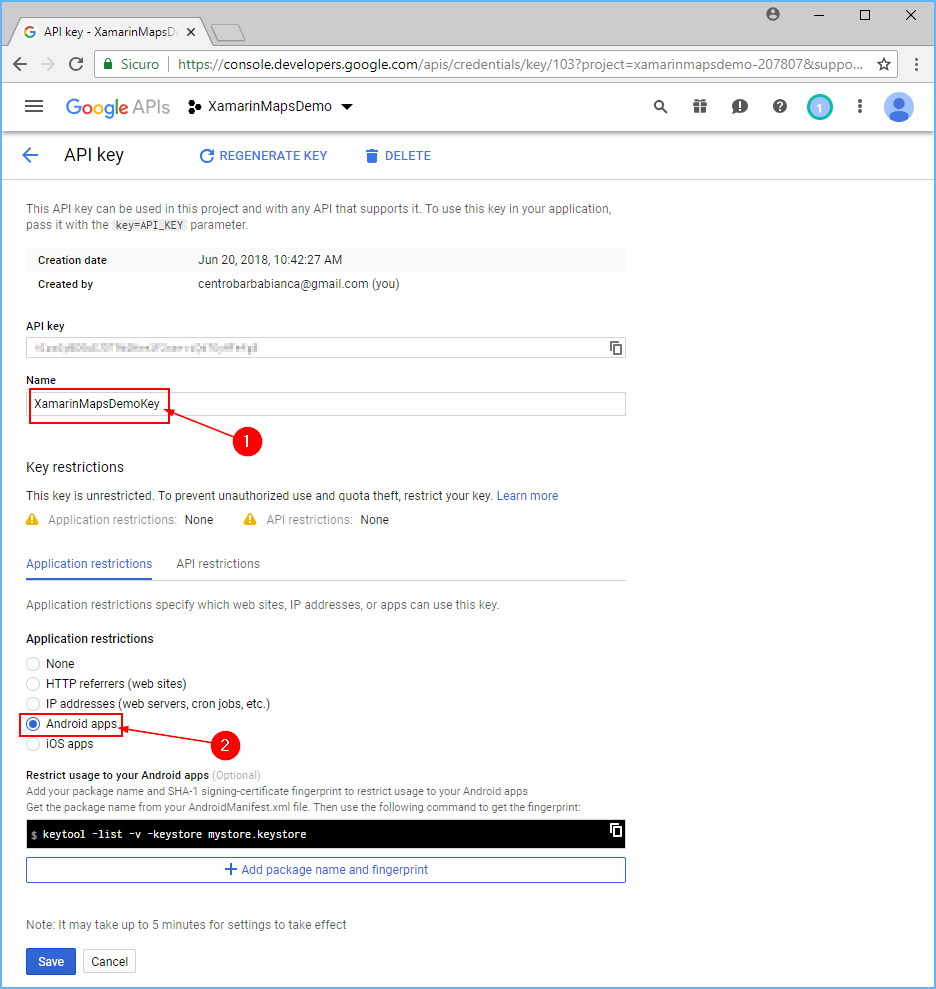 API key - XamarinMapsD
Sicuro
https://console.developers.google.com/apis/credentials/key/103?project=xamarinmapsdemo-207807&suppo...
Google APIs
XamarinMapsDemo
1
API key
REGENERATE KEY
DELETE
This API key can be used in this project and with any API that supports it. To use this key in your application,
pass it with the key=API_KEY parameter.
Creation date Jun 20, 2018, 10:42:27 AM
Created by centrobarbabianca@gmail.com (you)
API key
Name
XamarinMapsDemoKey
1
Key restrictions
This key is unrestricted. To prevent unauthorized use and quota theft, restrict your key. Learn more
Application restrictions: None API restrictions: None
Application restrictions API restrictions
Application restrictions specify which web sites, IP addresses, or apps can use this key.
Application restrictions
None
HTTP referrers (web sites)
IP addresses (web servers, cron jobs, etc.)
Android apps
iOS apps
2
Restrict usage to your Android apps (Optional)
Add your package name and SHA-1 signing-certificate fingerprint to restrict usage to your Android apps
Get the package name from your AndroidManifest.xml file. Then use the following command to get the fingerprint:
$ keytool -list -v -keystore mystore.keystore
+ Add package name and fingerprint
Note: It may take up to 5 minutes for settings to take effect
Save Cancel